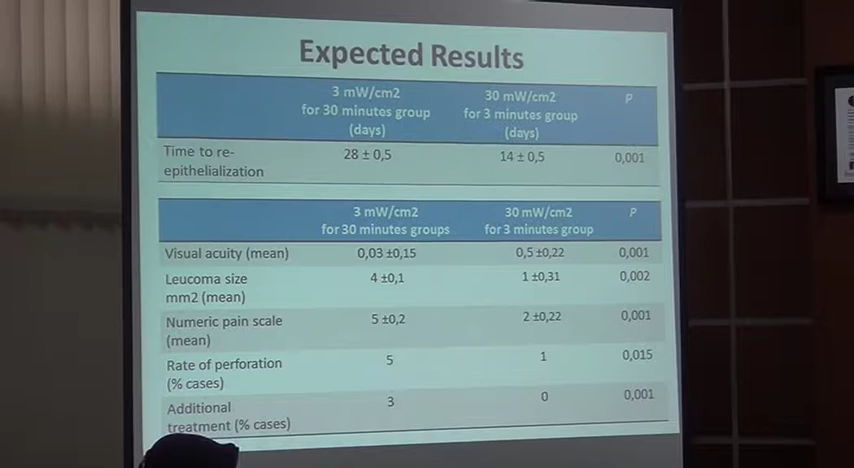 Expected Results
3 mW/cm2 30 mW/cm2 P
for 30 minutes group for 3 minutes group
(days) (days)
Time to re- 28 ± 0,5 14 ± 0,5 0,001
epithelialization
3 mW/cm2 30 mW/cm2 P
for 30 minutes groups for 3 minute group
Visual acuity (mean) 0,03 ±0,15 0,5 ±0,22 0,001
Leucoma size 4 ±0,1 1 ±0,31 0,002
mm2 (mean)
Numeric pain scale 5 ±0,2 2 ±0,22 0,001
(mean)
Rate of perforation 5 1 0,015
(% cases)
Additional 3 0 0,001
treatment (% cases)